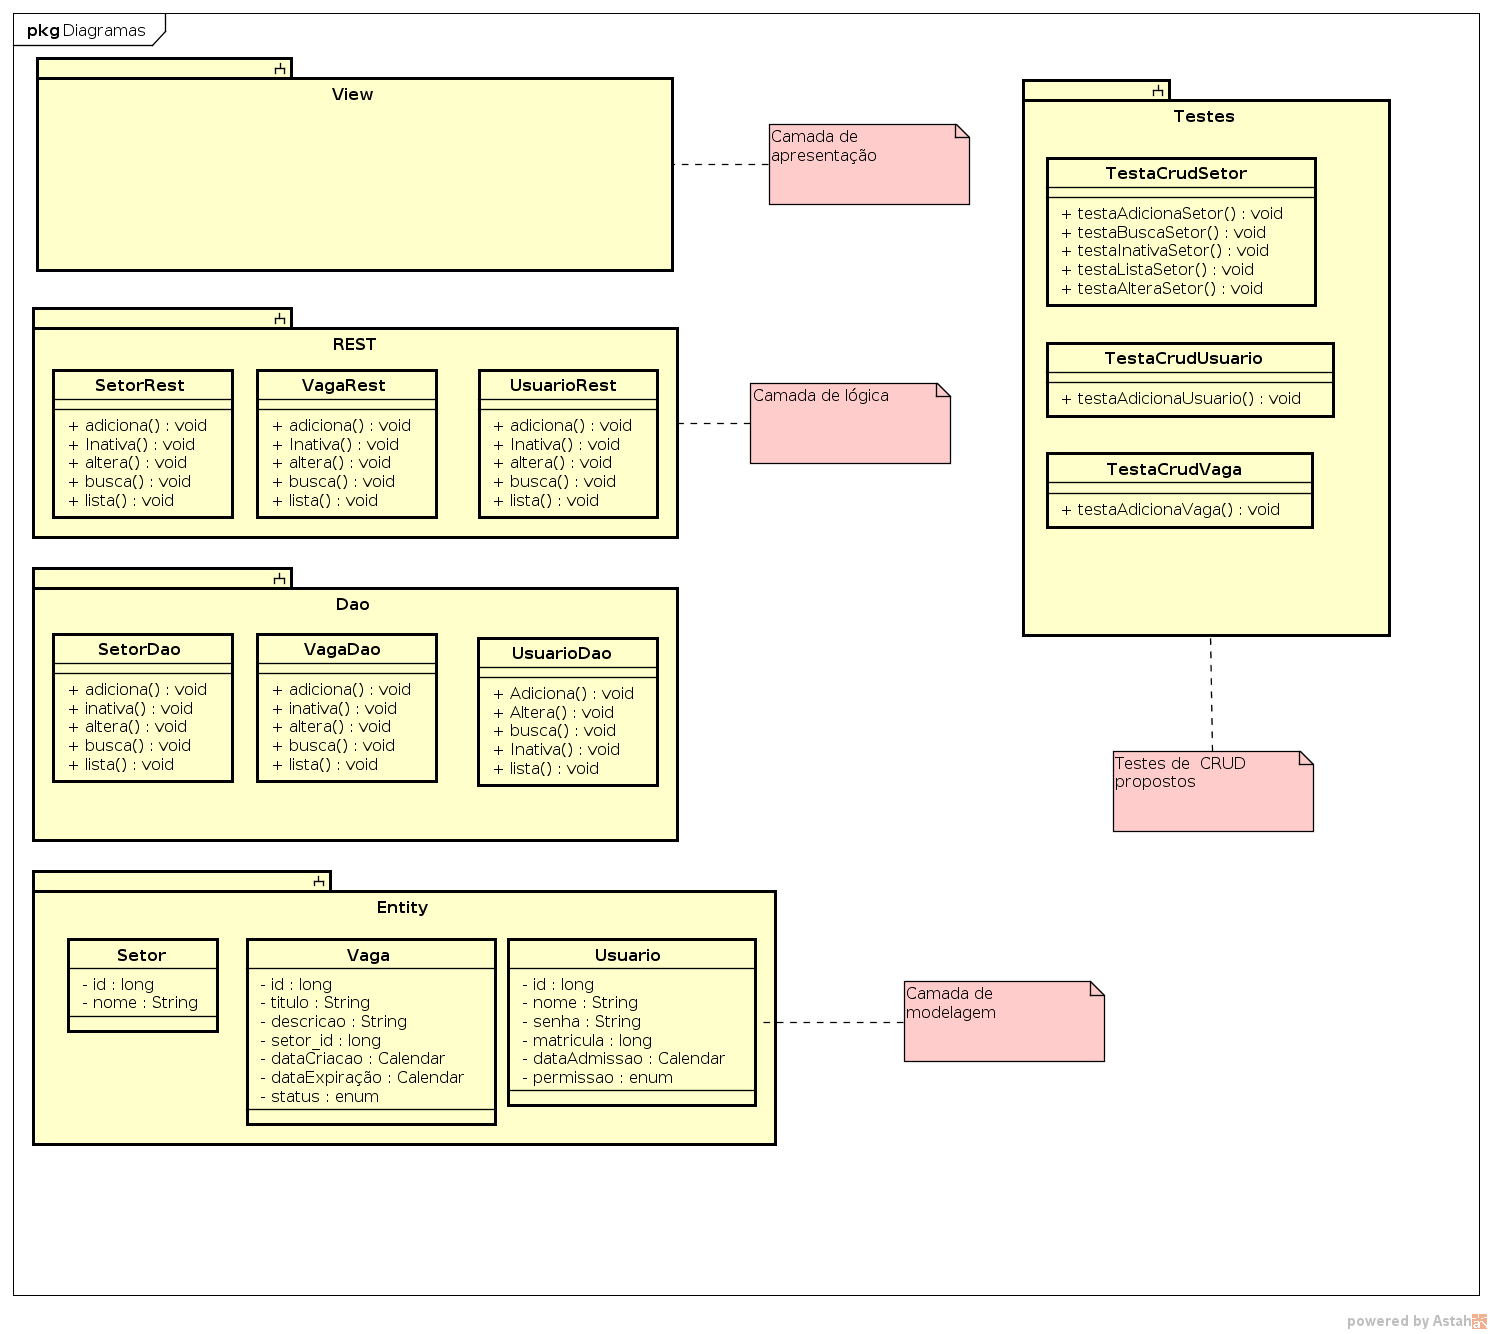 pkg Diagramas
View
Camada de
apresentação
REST
SetorRest
+ adiciona() : void
+ Inativa() : void
+ altera() : void
+ busca() : void
+ lista() : void
VagaRest
+ adiciona() : void
+ Inativa() : void
+ altera() : void
+ busca() : void
+ lista() : void
UsuarioRest
+ adiciona() : void
+ Inativa() : void
+ altera() : void
+ busca() : void
+ lista() : void
Camada de lógica
Dao
SetorDao
+ adiciona() : void
+ inativa() : void
+ altera() : void
+ busca() : void
+ lista() : void
VagaDao
+ adiciona() : void
+ inativa() : void
+ altera() : void
+ busca() : void
+ lista() : void
UsuarioDao
+ Adiciona() : void
+ Altera() : void
+ busca() : void
+ Inativa() : void
+ lista() : void
Entity
Setor
- id : long
- nome : String
Vaga
- id : long
- titulo : String
- descricao : String
- setor_id : long
- dataCriacao : Calendar
- dataExpiração : Calendar
- status : enum
Usuario
- id : long
- nome : String
- senha : String
- matricula : long
- dataAdmissao : Calendar
- permissao : enum
Camada de
modelagem
Testes
TestaCrudSetor
+ testaAdicionaSetor() : void
+ testaBuscaSetor() : void
+ testaInativaSetor() : void
+ testaListaSetor() : void
+ testaAlteraSetor() : void
TestaCrudUsuario
+ testaAdicionaUsuario() : void
TestaCrudVaga
+ testaAdicionaVaga() : void
Testes de  CRUD
propostos
powered by Astah